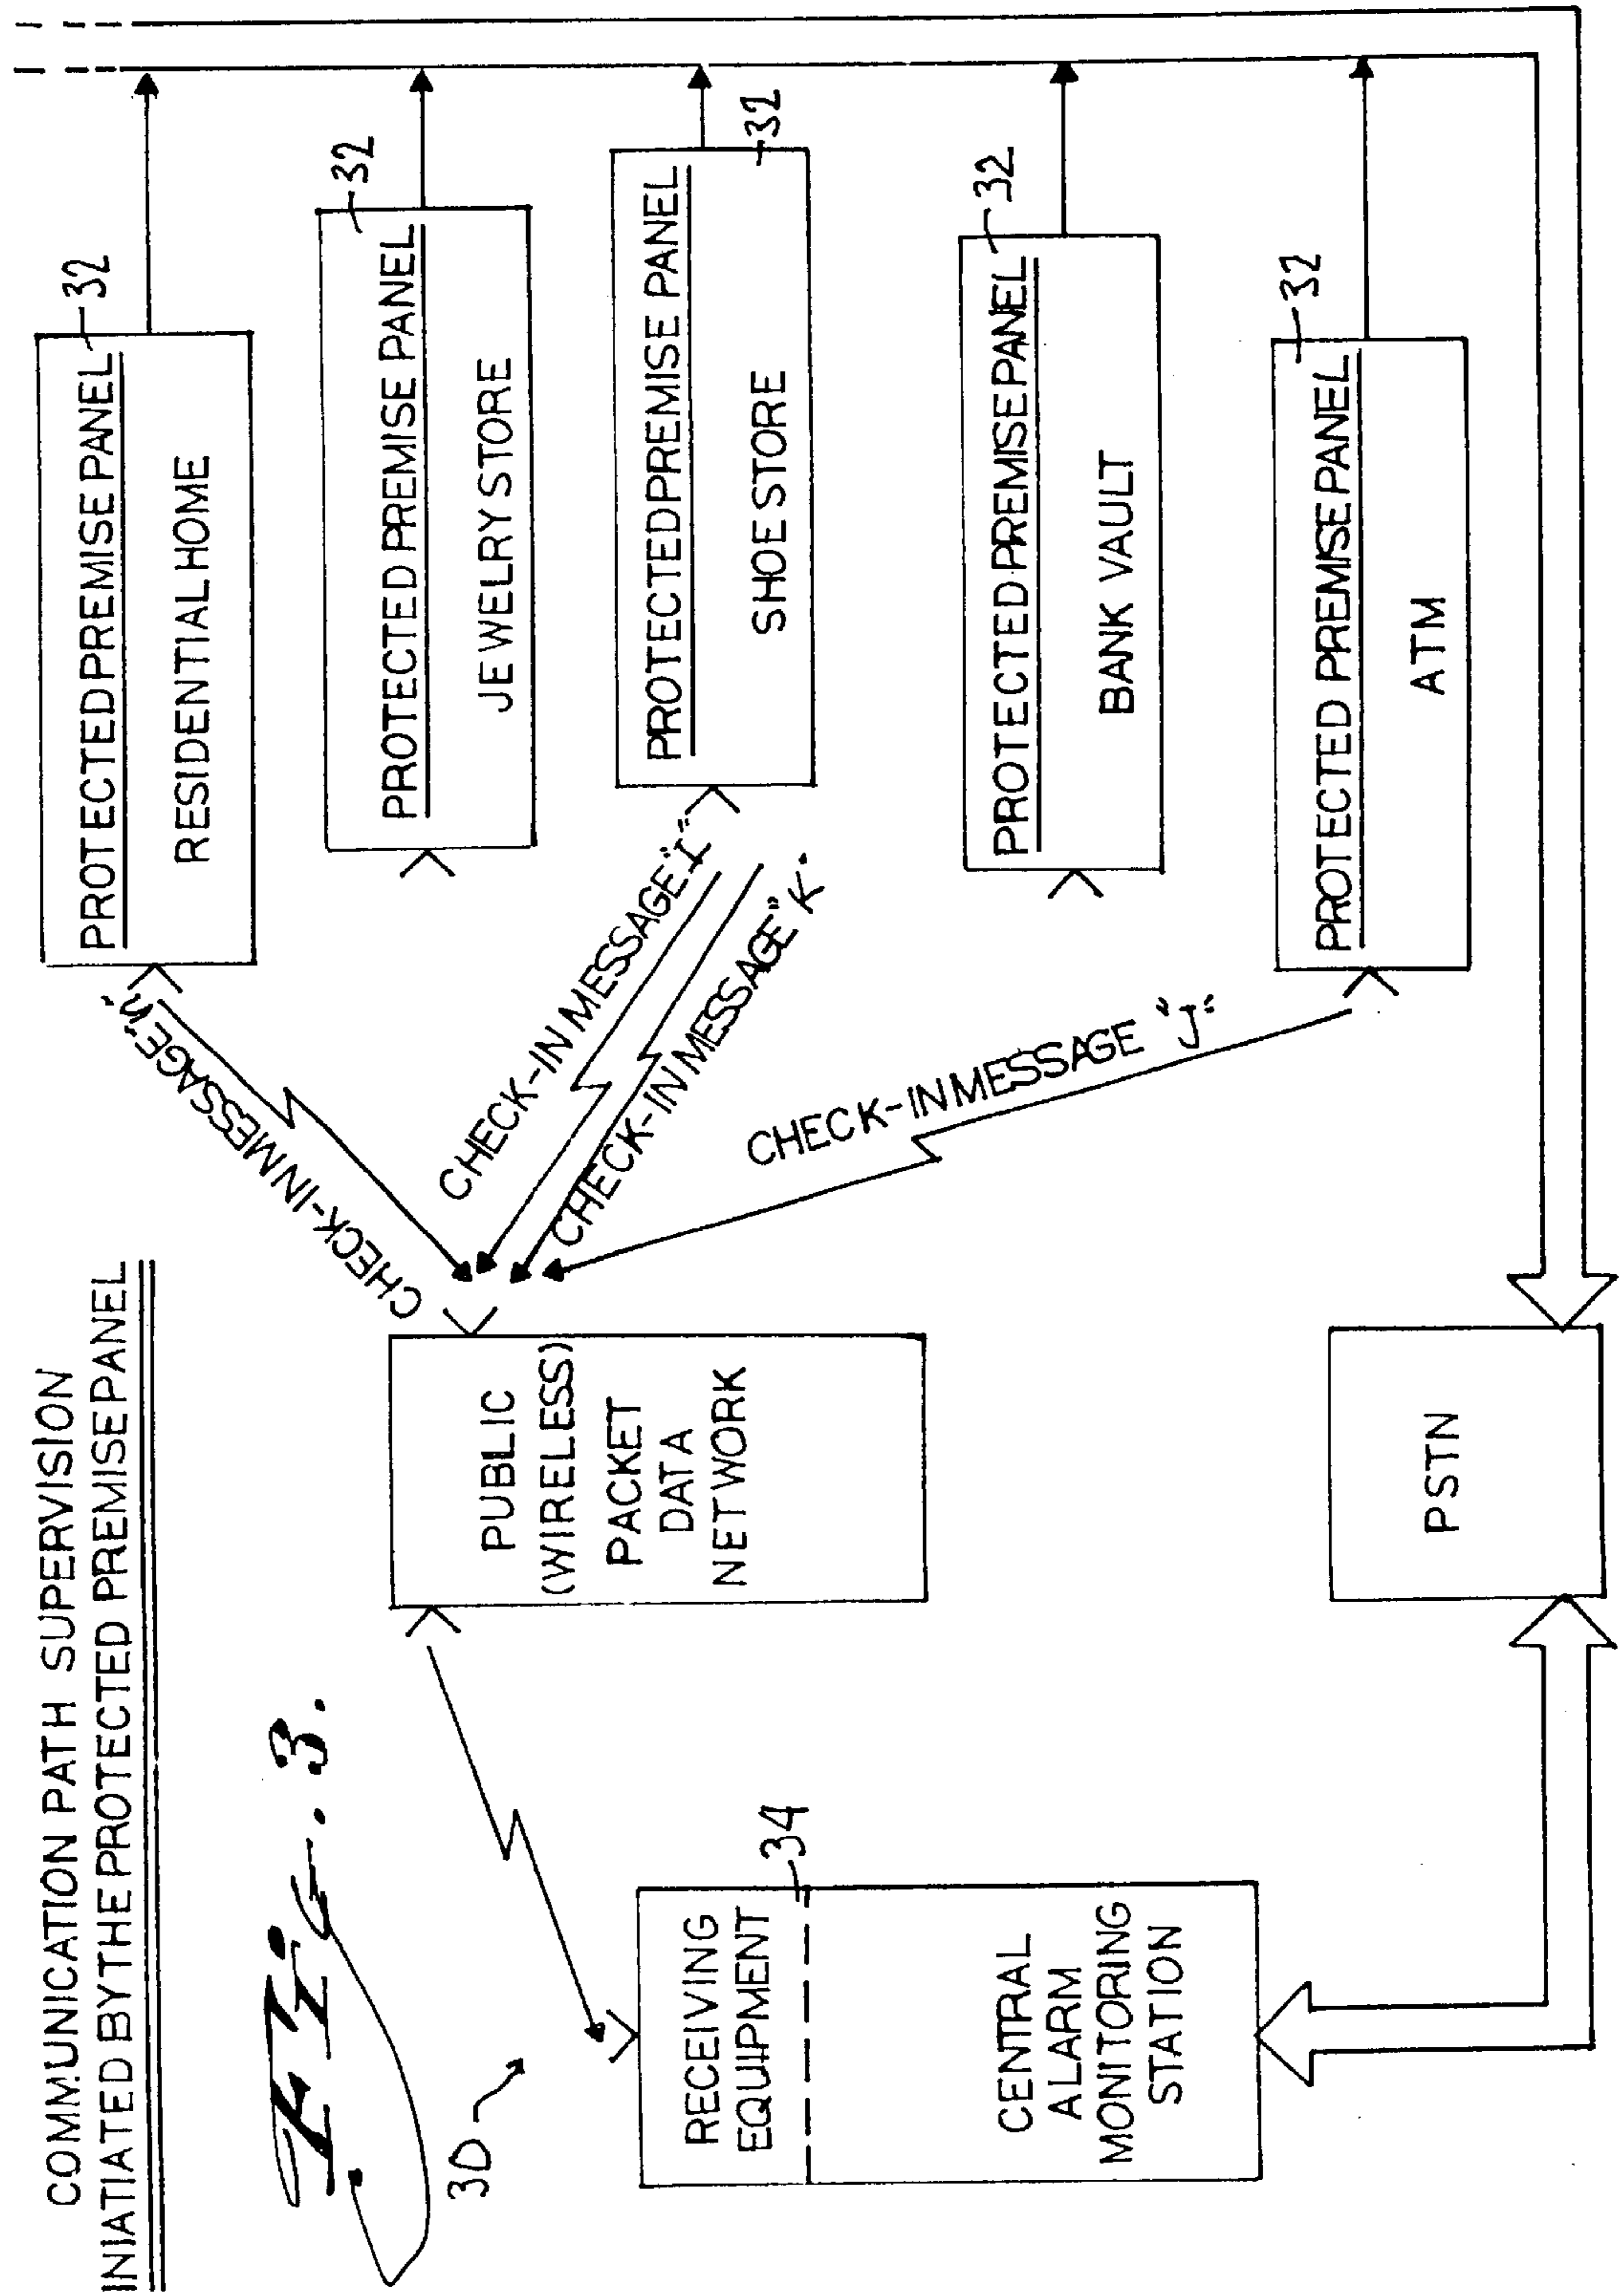 COMMUNICATION PATH SUPERVISION
INIATIATED BY THE PROTECTED PREMISE PANEL
Fig. 3.
30
RECEIVING
EQUIPMENT
34
CENTRAL
ALARM
MONITORING
STATION
PUBLIC
(WIRELESS)
PACKET
DATA
NETWORK
PSTN
CHECK-IN MESSAGE "n"
CHECK-IN MESSAGE "I"
CHECK-IN MESSAGE "K"
CHECK-IN MESSAGE "J"
PROTECTED PREMISE PANEL
32
RESIDENTIAL HOME
PROTECTED PREMISE PANEL
32
JEWELRY STORE
PROTECTED PREMISE PANEL
32
SHOE STORE
PROTECTED PREMISE PANEL
32
BANK VAULT
PROTECTED PREMISE PANEL
32
ATM